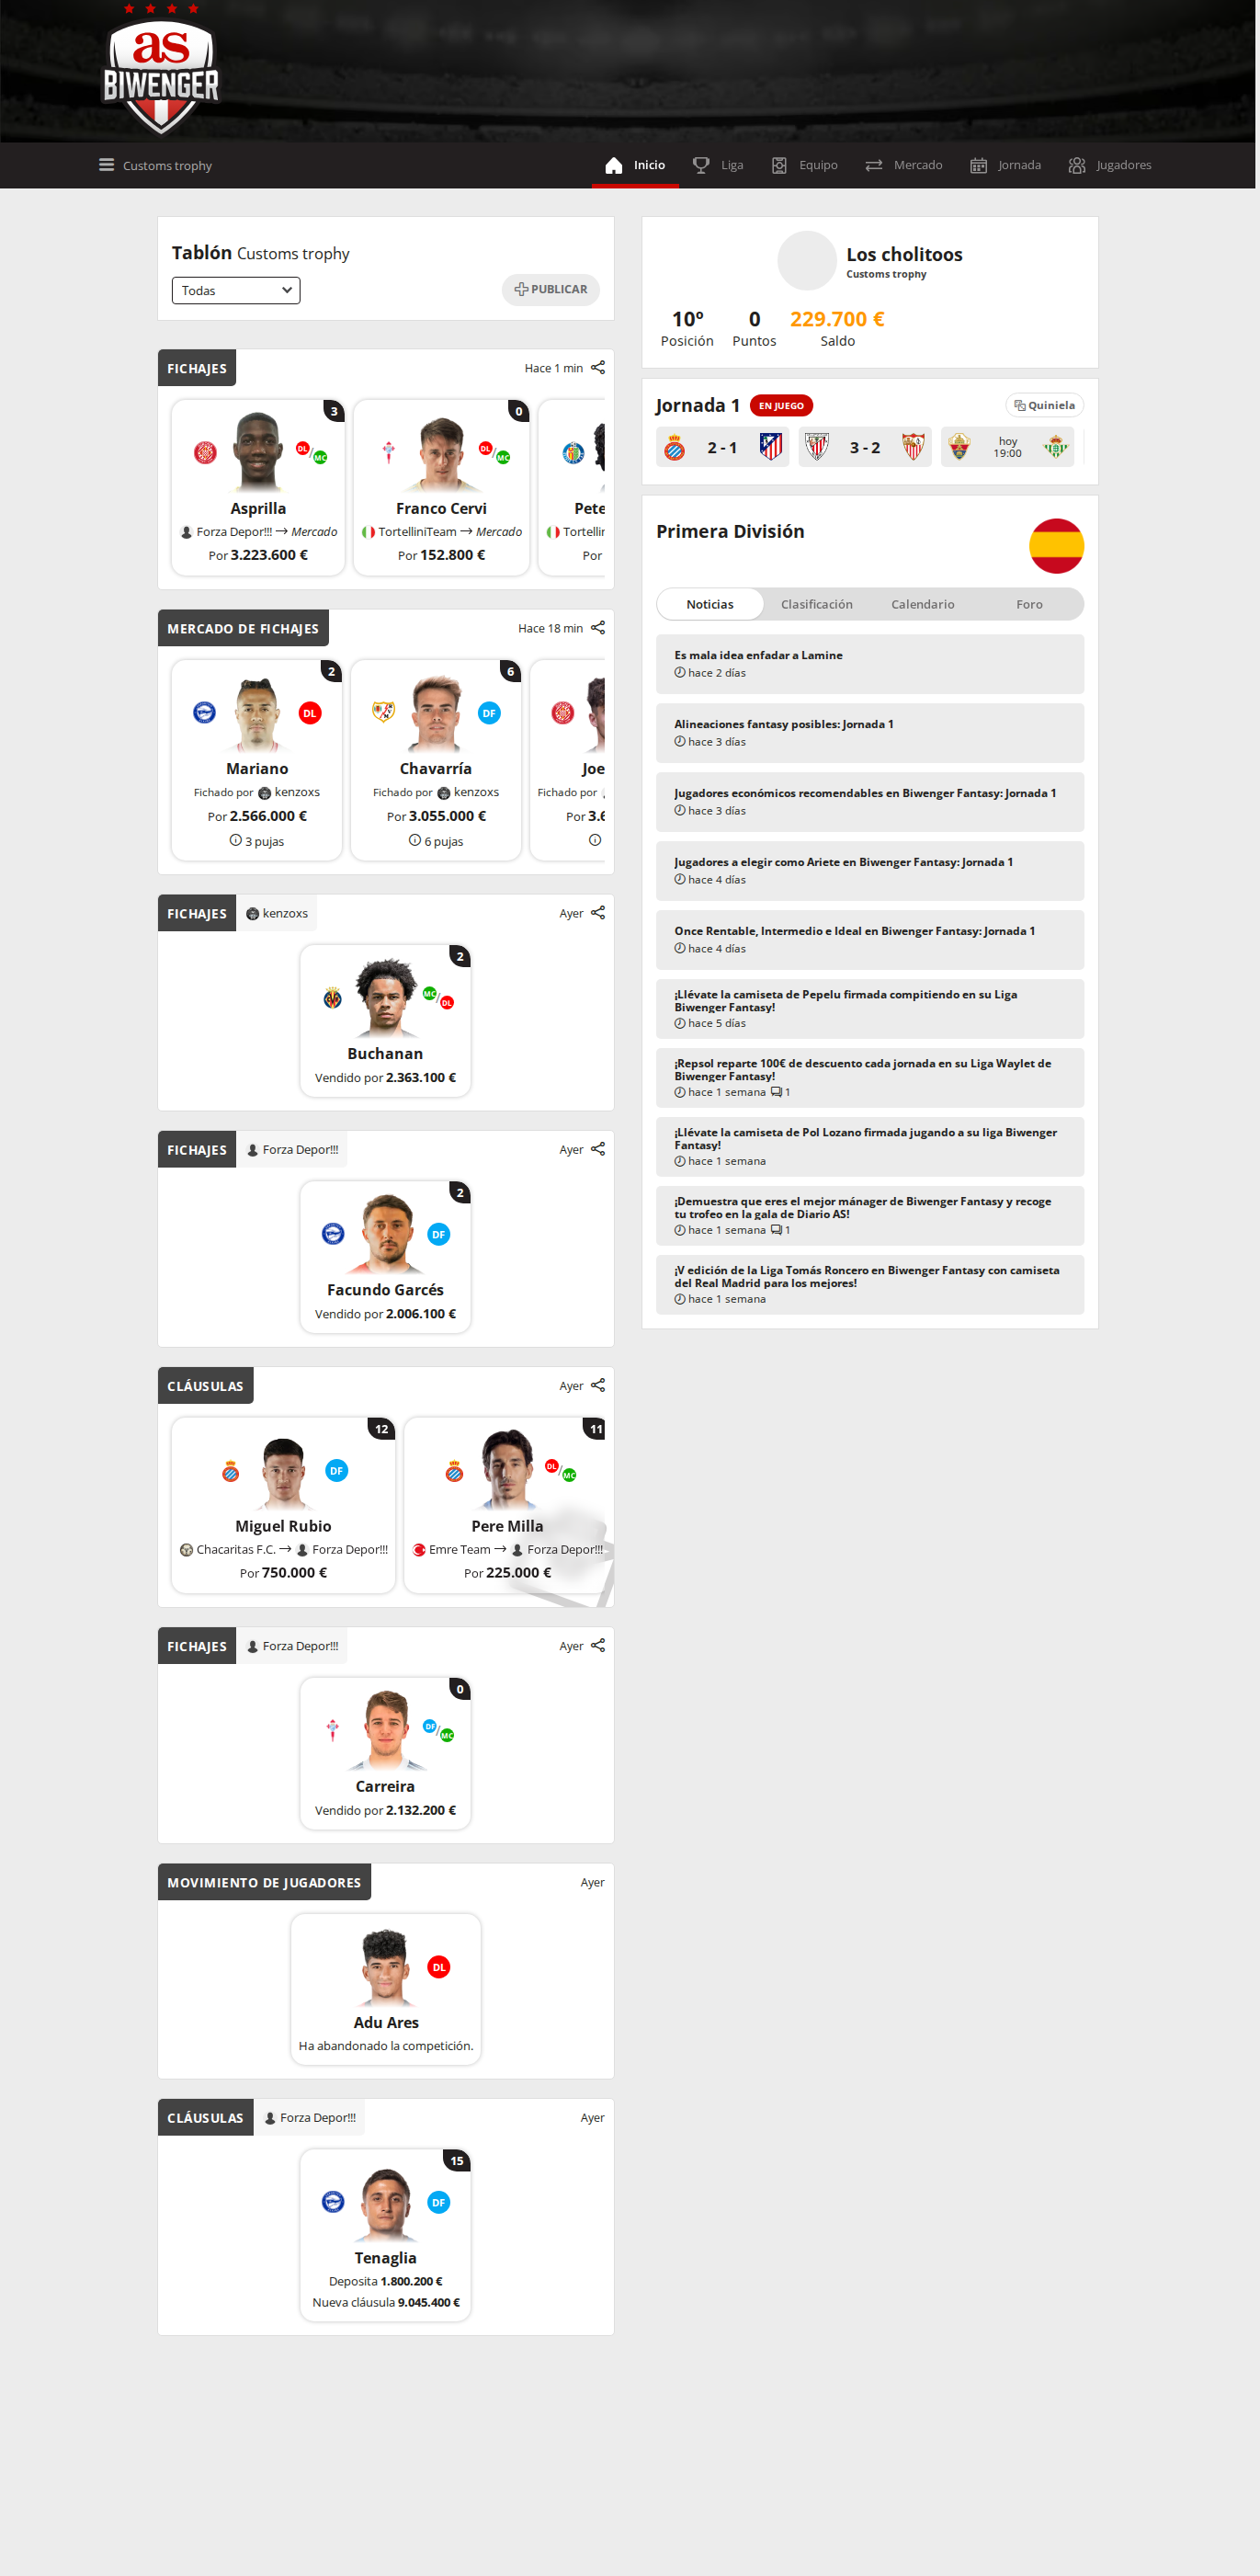 as
BIWENGER
Customs trophy
Inicio
Liga
Equipo
Mercado
Jornada
Jugadores
Tablón Customs trophy
Todas
PUBLICAR
FICHAJES
Hace 1 min
3
DL/MC
Asprilla
Forza Depor!!! → Mercado
Por 3.223.600 €
0
DL/MC
Franco Cervi
TortelliniTeam → Mercado
Por 152.800 €
Pete
Tortellin
Por
MERCADO DE FICHAJES
Hace 18 min
2
DL
Mariano
Fichado por kenzoxs
Por 2.566.000 €
3 pujas
6
DF
Chavarría
Fichado por kenzoxs
Por 3.055.000 €
6 pujas
Joe
Fichado por
Por 3.6
FICHAJES
kenzoxs
Ayer
2
MC/DL
Buchanan
Vendido por 2.363.100 €
FICHAJES
Forza Depor!!!
Ayer
2
DF
Facundo Garcés
Vendido por 2.006.100 €
CLÁUSULAS
Ayer
12
DF
Miguel Rubio
Chacaritas F.C. → Forza Depor!!!
Por 750.000 €
11
DL/MC
Pere Milla
Emre Team → Forza Depor!!!
Por 225.000 €
FICHAJES
Forza Depor!!!
Ayer
0
DF/MC
Carreira
Vendido por 2.132.200 €
MOVIMIENTO DE JUGADORES
Ayer
DL
Adu Ares
Ha abandonado la competición.
CLÁUSULAS
Forza Depor!!!
Ayer
15
DF
Tenaglia
Deposita 1.800.200 €
Nueva cláusula 9.045.400 €
Los cholitoos
Customs trophy
10º
Posición
0
Puntos
229.700 €
Saldo
Jornada 1
EN JUEGO
Quiniela
2 - 1
3 - 2
hoy
19:00
Primera División
Noticias
Clasificación
Calendario
Foro
Es mala idea enfadar a Lamine
hace 2 días
Alineaciones fantasy posibles: Jornada 1
hace 3 días
Jugadores económicos recomendables en Biwenger Fantasy: Jornada 1
hace 3 días
Jugadores a elegir como Ariete en Biwenger Fantasy: Jornada 1
hace 4 días
Once Rentable, Intermedio e Ideal en Biwenger Fantasy: Jornada 1
hace 4 días
¡Llévate la camiseta de Pepelu firmada compitiendo en su Liga
Biwenger Fantasy!
hace 5 días
¡Repsol reparte 100€ de descuento cada jornada en su Liga Waylet de
Biwenger Fantasy!
hace 1 semana 1
¡Llévate la camiseta de Pol Lozano firmada jugando a su liga Biwenger
Fantasy!
hace 1 semana
¡Demuestra que eres el mejor mánager de Biwenger Fantasy y recoge
tu trofeo en la gala de Diario AS!
hace 1 semana 1
¡V edición de la Liga Tomás Roncero en Biwenger Fantasy con camiseta
del Real Madrid para los mejores!
hace 1 semana